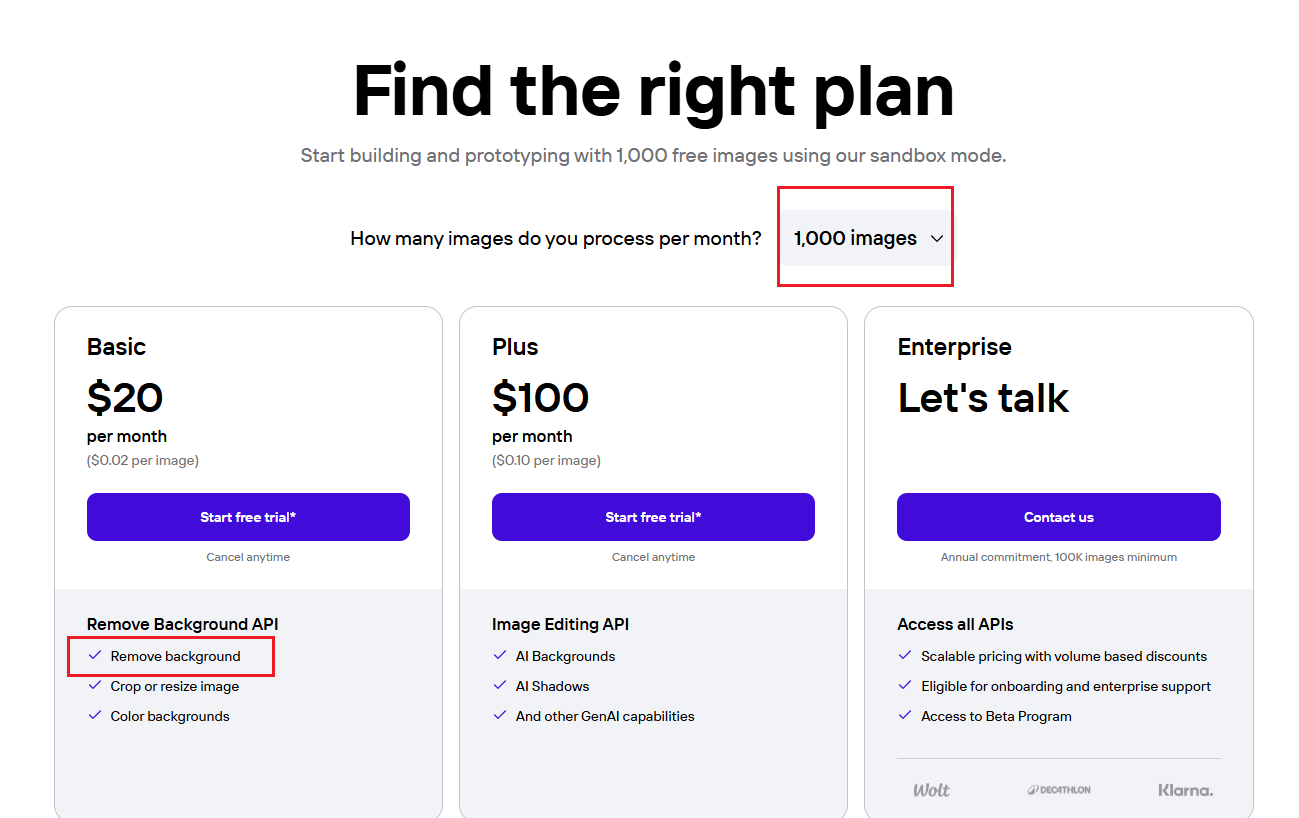 Find the right plan
Start building and prototyping with 1,000 free images using our sandbox mode.
How many images do you process per month? 1,000 images
Basic
$20
per month
($0.02 per image)
Start free trial*
Cancel anytime
Remove Background API
Remove background
Crop or resize image
Color backgrounds
Plus
$100
per month
($0.10 per image)
Start free trial*
Cancel anytime
Image Editing API
AI Backgrounds
AI Shadows
And other GenAI capabilities
Enterprise
Let's talk
Contact us
Annual commitment, 100K images minimum
Access all APIs
Scalable pricing with volume based discounts
Eligible for onboarding and enterprise support
Access to Beta Program
Wolt DECATHLON Klarna.